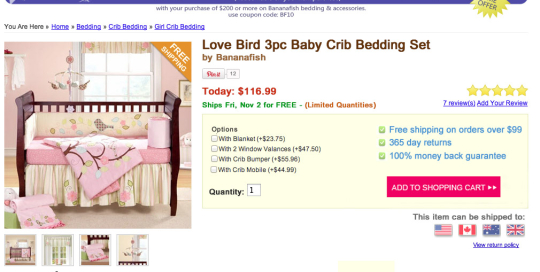 OFFER
with your purchase of $200 or more on Bananafish bedding & accessories.
use coupon code: BF10
You Are Here » Home » Bedding » Crib Bedding » Girl Crib Bedding
FREE SHIPPING
Love Bird 3pc Baby Crib Bedding Set
by Bananafish
Pin it 13
Today: $116.99
Ships Fri, Nov 2 for FREE - (Limited Quantities)
7 review(s) Add Your Review
Options
With Blanket (+$23.75)
With 2 Window Valances (+$47.50)
With Crib Bumper (+$55.96)
With Crib Mobile (+$44.99)
Free shipping on orders over $99
365 day returns
100% money back guarantee
Quantity: 1
ADD TO SHOPPING CART ►►
This item can be shipped to:
View return policy